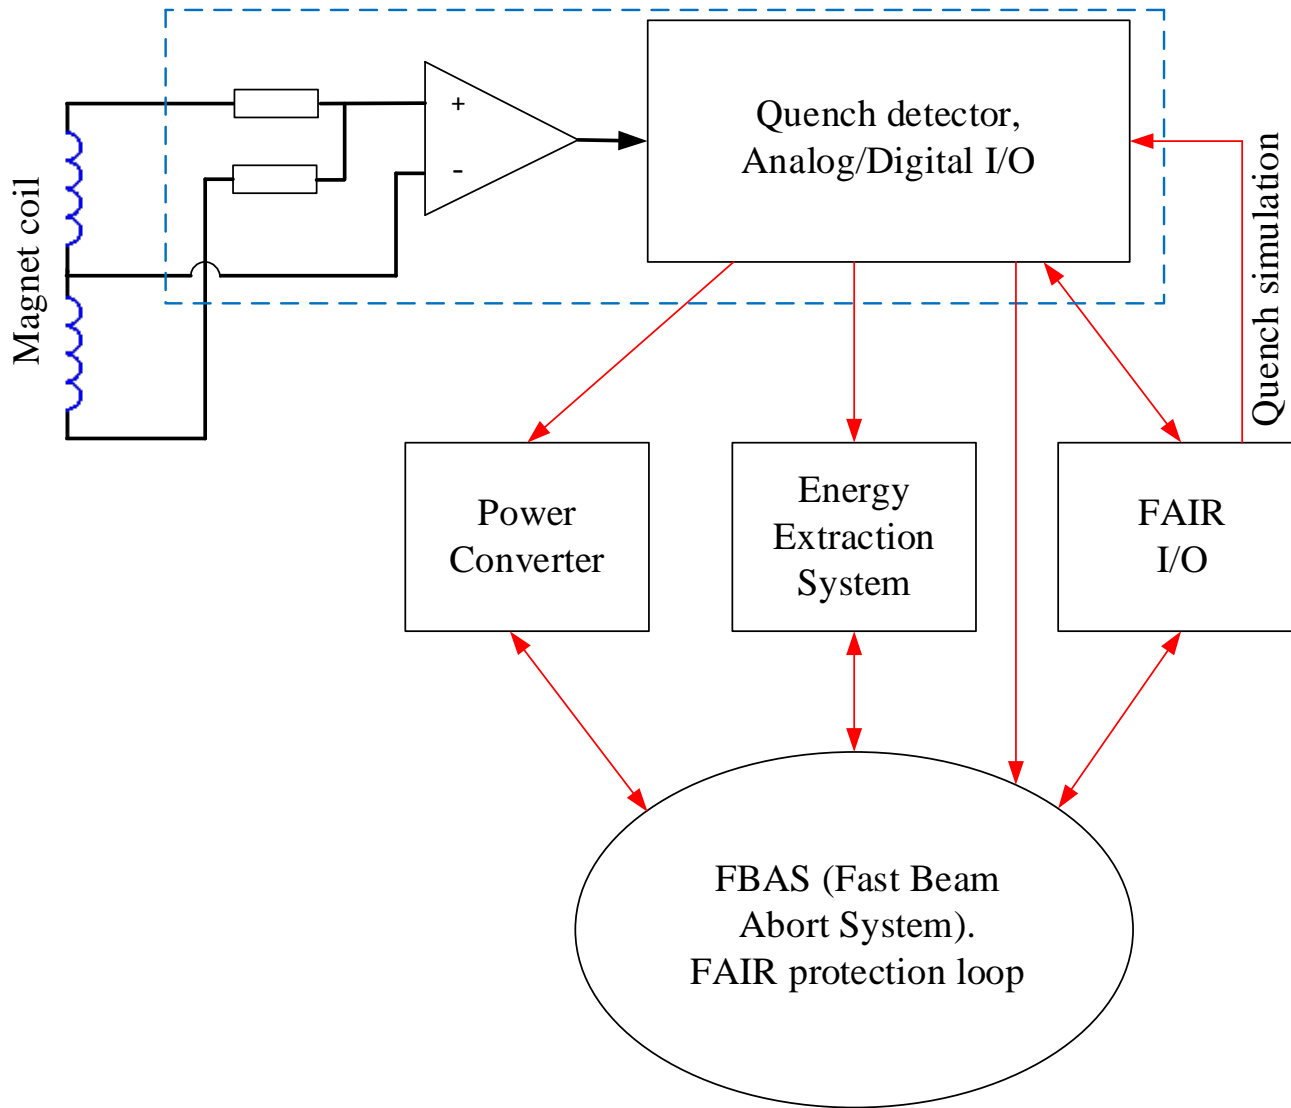 Quench detector,
Analog/Digital I/O
+
-
Magnet coil
Quench simulation
Power
Converter
Energy
Extraction
System
FAIR
I/O
FBAS (Fast Beam
Abort System).
FAIR protection loop